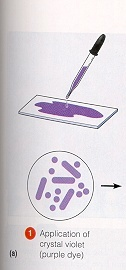 1 Application of
crystal violet
(a) (purple dye)